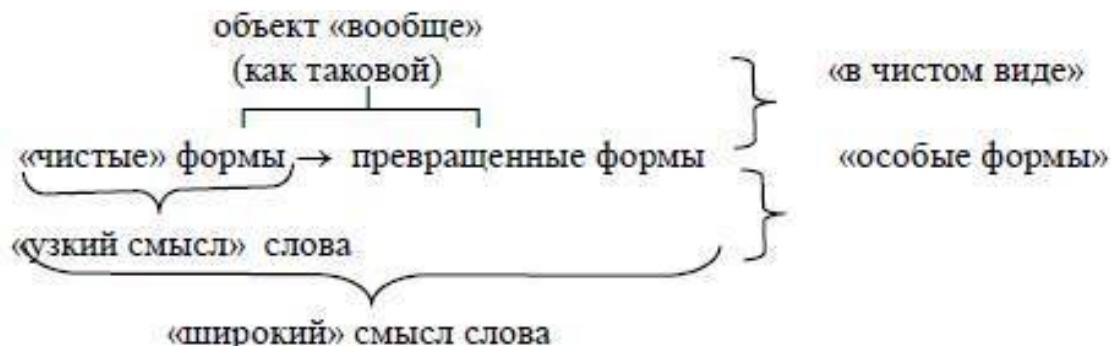 объект «вообще»
(как таковой)
«в чистом виде»
«чистые» формы → превращенные формы
«особые формы»
«узкий смысл» слова
«широкий» смысл слова